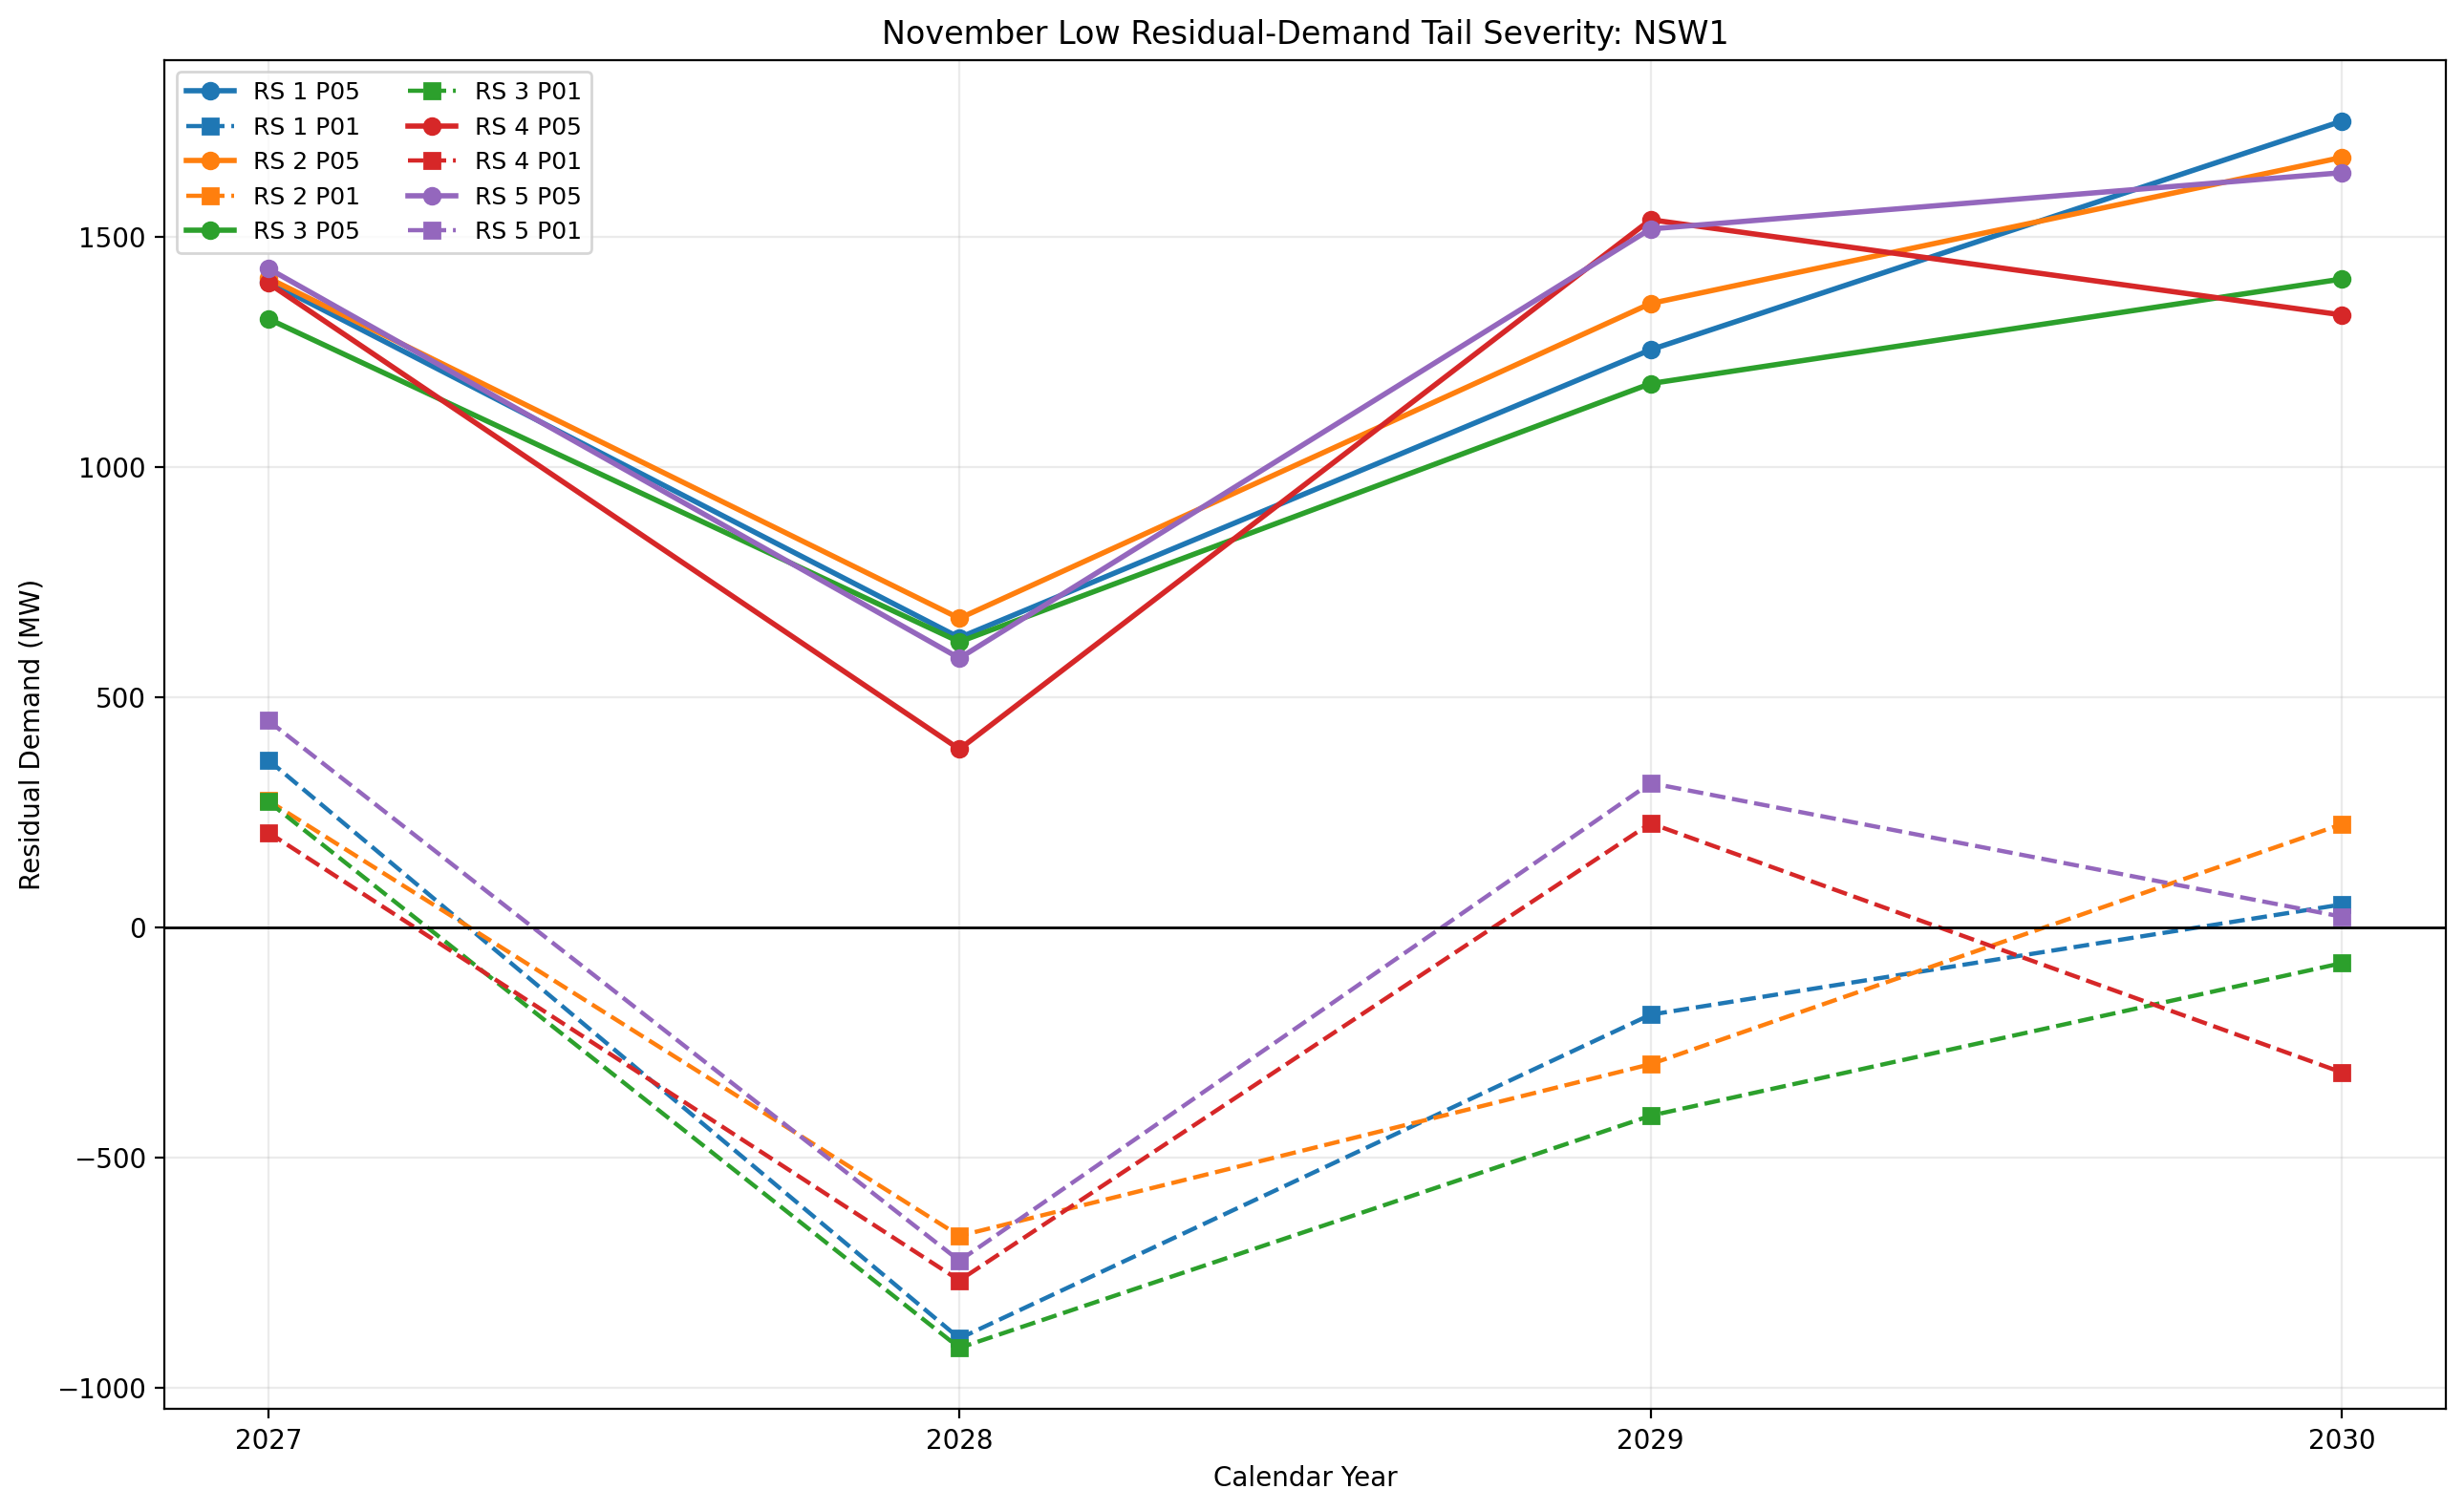 November Low Residual-Demand Tail Severity: NSW1
RS 1 P05
RS 1 P01
RS 2 P05
RS 2 P01
RS 3 P05
RS 3 P01
RS 4 P05
RS 4 P01
RS 5 P05
RS 5 P01
Residual Demand (MW)
1500
1000
500
0
−500
−1000
2027
2028
2029
2030
Calendar Year